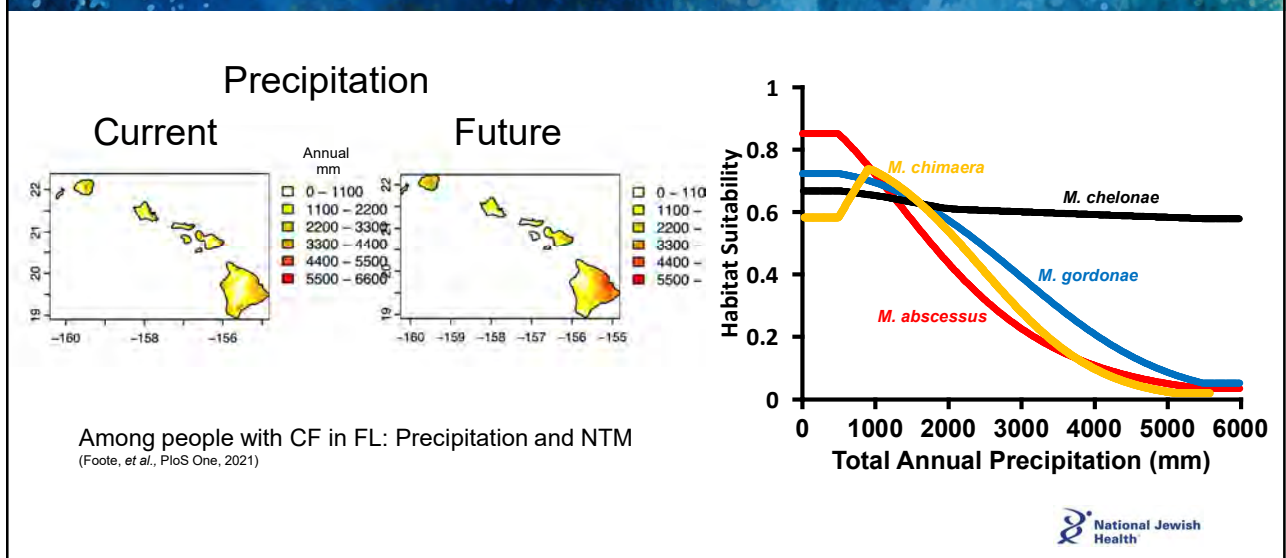 Precipitation
Current
Future
Annual
mm
0 – 1100
1100 – 2200
2200 – 3300
3300 – 4400
4400 – 5500
5500 – 6600
22
21
20
19
−160
−158
−156
0 – 110
1100 –
2200 –
3300
4400 –
5500 –
22
21
20
19
−160
−159
−158
−157
−156
−155
Among people with CF in FL: Precipitation and NTM
(Foote, et al., PloS One, 2021)
Habitat Suitability
1
0.8
0.6
0.4
0.2
0
M. chimaera
M. chelonae
M. gordonae
M. abscessus
0 1000 2000 3000 4000 5000 6000
Total Annual Precipitation (mm)
National Jewish
Health